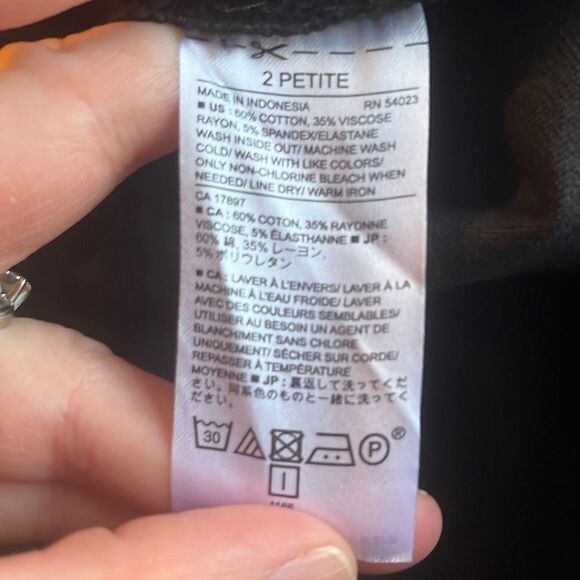 2 PETITE
MADE IN INDONESIA RN 54023
■ US : 60% COTTON, 35% VISCOSE
RAYON, 5% SPANDEX/ELASTANE
WASH INSIDE OUT/ MACHINE WASH
COLD/ WASH WITH LIKE COLORS/
ONLY NON-CHLORINE BLEACH WHEN
NEEDED/ LINE DRY/ WARM IRON
CA 17897
■ CA : 60% COTON, 35% RAYONNE
VISCOSE, 5% ÉLASTHANNE ■ JP :
60% 綿, 35% レーヨン,
5% ポリウレタン
■ CA : LAVER À L'ENVERS/ LAVER À LA
MACHINE À L'EAU FROIDE/ LAVER
AVEC DES COULEURS SEMBLABLES/
UTILISER AU BESOIN UN AGENT DE
BLANCHIMENT SANS CHLORE
UNIQUEMENT/ SÉCHER SUR CORDE/
REPASSER À TEMPÉRATURE
MOYENNE ■ JP : 裏返して洗ってくだ
さい。同系色のものと一緒に洗ってく
ださい。
30 P ®